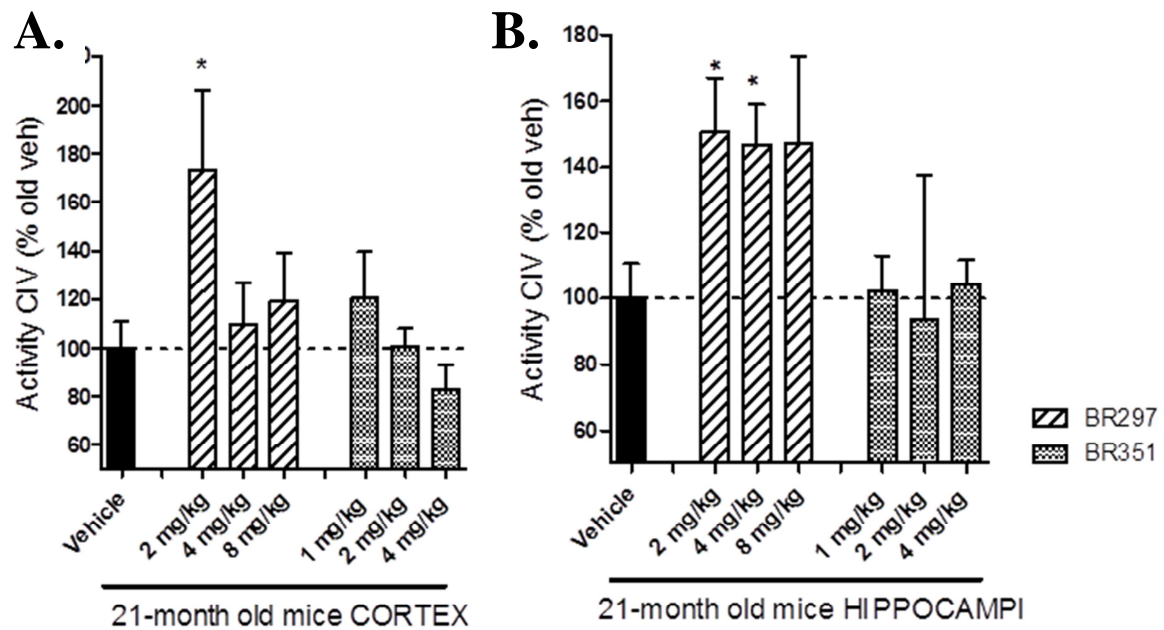 A.
B.
Activity CIV (% old veh)
200
180
160
140
120
100
80
60
*
Vehicle
2 mg/kg
4 mg/kg
8 mg/kg
1 mg/kg
2 mg/kg
4 mg/kg
21-month old mice CORTEX
Activity CIV (% old veh)
180
160
140
120
100
80
60
*
*
Vehicle
2 mg/kg
4 mg/kg
8 mg/kg
1 mg/kg
2 mg/kg
4 mg/kg
21-month old mice HIPPOCAMPI
BR297
BR351